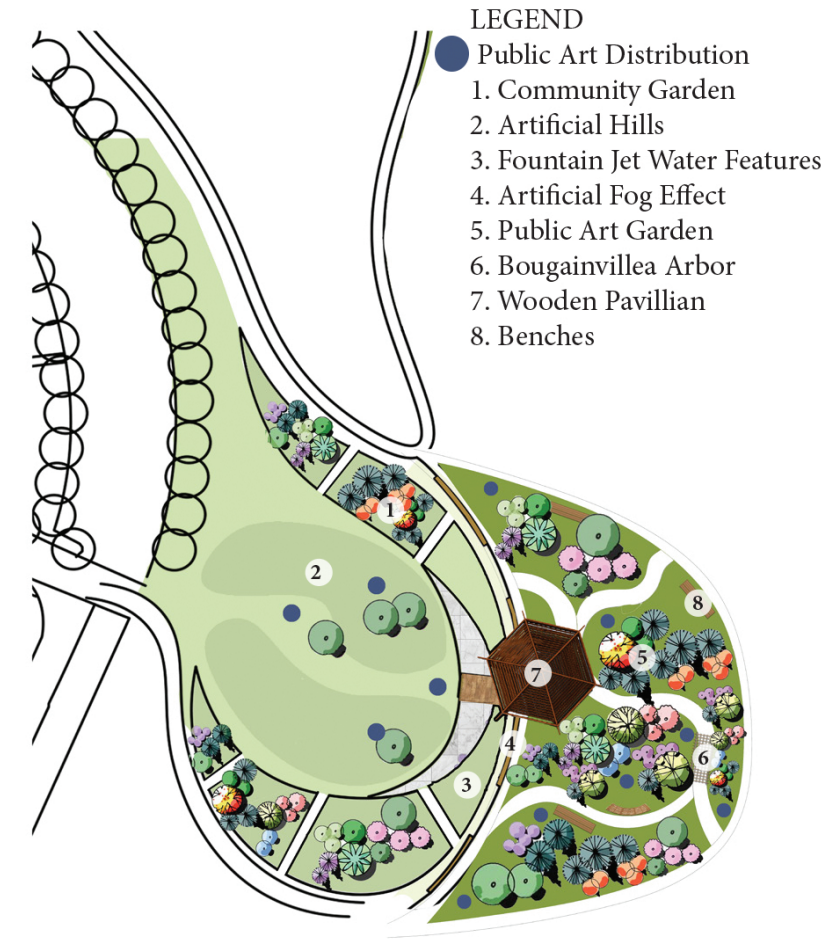 LEGEND
Public Art Distribution
1. Community Garden
2. Artificial Hills
3. Fountain Jet Water Features
4. Artificial Fog Effect
5. Public Art Garden
6. Bougainvillea Arbor
7. Wooden Pavillian
8. Benches
1
2
8
5
7
4
6
3